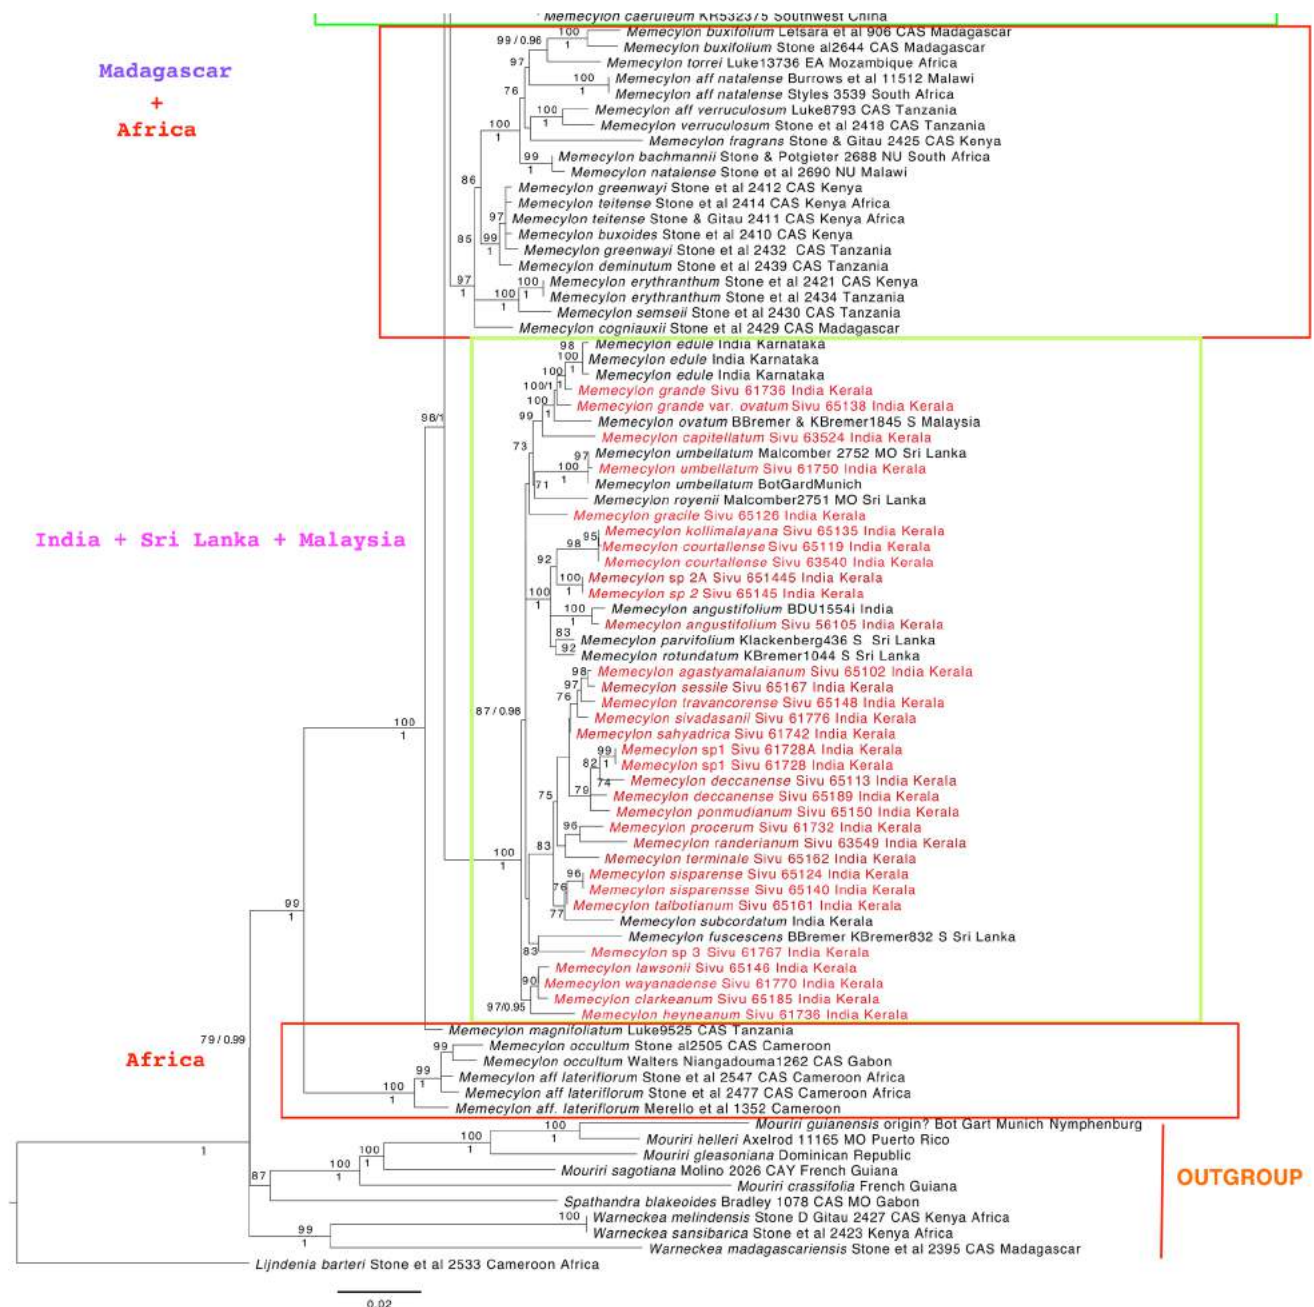 Memecylon caeruleum KR532375 Southwest China
Memecylon buxifolium Letsara et al 906 CAS Madagascar
Memecylon buxifolium Stone al2644 CAS Madagascar
Memecylon torrei Luke13736 EA Mozambique Africa
Memecylon aff natalense Burrows et al 11512 Malawi
Memecylon aff natalense Styles 3539 South Africa
Memecylon aff verruculosum Luke8793 CAS Tanzania
Memecylon verruculosum Stone et al 2418 CAS Tanzania
Memecylon fragrans Stone & Gitau 2425 CAS Kenya
Memecylon bachmannii Stone & Potgieter 2688 NU South Africa
Memecylon natalense Stone et al 2690 NU Malawi
Memecylon greenwayi Stone et al 2412 CAS Kenya
Memecylon teitense Stone et al 2414 CAS Kenya Africa
Memecylon teitense Stone & Gitau 2411 CAS Kenya Africa
Memecylon buxoides Stone et al 2410 CAS Kenya
Memecylon greenwayi Stone et al 2432 CAS Tanzania
Memecylon deminutum Stone et al 2439 CAS Tanzania
Memecylon erythranthum Stone et al 2421 CAS Kenya
Memecylon erythranthum Stone et al 2434 Tanzania
Memecylon semseii Stone et al 2430 CAS Tanzania
Memecylon cogniauxii Stone et al 2429 CAS Madagascar
Madagascar
+
Africa
99 / 0.96
100
1
97
100
1
76
100
1
100
1
99
1
86
97
85
99
1
97
1
100
1
100
1
Memecylon edule India Karnataka
Memecylon edule India Karnataka
Memecylon edule India Karnataka
Memecylon grande Sivu 61736 India Kerala
Memecylon grande var. ovatum Sivu 65138 India Kerala
Memecylon ovatum BBremer & KBremer1845 S Malaysia
Memecylon capitellatum Sivu 63524 India Kerala
Memecylon umbellatum Malcomber 2752 MO Sri Lanka
Memecylon umbellatum Sivu 61750 India Kerala
Memecylon umbellatum BotGardMunich
Memecylon royenii Malcomber2751 MO Sri Lanka
Memecylon gracile Sivu 65126 India Kerala
Memecylon kollimalayana Sivu 65135 India Kerala
Memecylon courtallense Sivu 65119 India Kerala
Memecylon courtallense Sivu 63540 India Kerala
Memecylon sp 2A Sivu 651445 India Kerala
Memecylon sp 2 Sivu 65145 India Kerala
Memecylon angustifolium BDU1554i India
Memecylon angustifolium Sivu 56105 India Kerala
Memecylon parvifolium Klackenberg436 S Sri Lanka
Memecylon rotundatum KBremer1044 S Sri Lanka
Memecylon agastyamalaianum Sivu 65102 India Kerala
Memecylon sessile Sivu 65167 India Kerala
Memecylon travancorense Sivu 65148 India Kerala
Memecylon sivadasanii Sivu 61776 India Kerala
Memecylon sahyadrica Sivu 61742 India Kerala
Memecylon sp1 Sivu 61728A India Kerala
Memecylon sp1 Sivu 61728 India Kerala
Memecylon deccanense Sivu 65113 India Kerala
Memecylon deccanense Sivu 65189 India Kerala
Memecylon ponmudianum Sivu 65150 India Kerala
Memecylon procerum Sivu 61732 India Kerala
Memecylon randerianum Sivu 63549 India Kerala
Memecylon terminale Sivu 65162 India Kerala
Memecylon sisparense Sivu 65124 India Kerala
Memecylon sisparensse Sivu 65140 India Kerala
Memecylon talbotianum Sivu 65161 India Kerala
Memecylon subcordatum India Kerala
Memecylon fuscescens BBremer KBremer832 S Sri Lanka
Memecylon sp 3 Sivu 61767 India Kerala
Memecylon lawsonii Sivu 65146 India Kerala
Memecylon wayanadense Sivu 61770 India Kerala
Memecylon clarkeanum Sivu 65185 India Kerala
Memecylon heyneanum Sivu 61736 India Kerala
India + Sri Lanka + Malaysia
98
100
1
100
1
100/1
100
1
99
98/1
73
97
100
1
71
95
98
92
100
1
100
1
100
1
83
92
98
97
76
87 / 0.98
99
1
82
74
79
75
96
83
96
76
77
83
90
97/0.95
100
1
100
1
Memecylon magnifoliatum Luke9525 CAS Tanzania
Memecylon occultum Stone al2505 CAS Cameroon
Memecylon occultum Walters Niangadouma1262 CAS Gabon
Memecylon aff lateriflorum Stone et al 2547 CAS Cameroon Africa
Memecylon aff lateriflorum Stone et al 2477 CAS Cameroon Africa
Memecylon aff. lateriflorum Merello et al 1352 Cameroon
Africa
99
1
79 / 0.99
99
99
1
100
1
Mouriri guianensis origin? Bot Gart Munich Nymphenburg
Mouriri helleri Axelrod 11165 MO Puerto Rico
Mouriri gleasoniana Dominican Republic
Mouriri sagotiana Molino 2026 CAY French Guiana
Mouriri crassifolia French Guiana
Spathandra blakeoides Bradley 1078 CAS MO Gabon
Warneckea melindensis Stone D Gitau 2427 CAS Kenya Africa
Warneckea sansibarica Stone et al 2423 Kenya Africa
Warneckea madagascariensis Stone et al 2395 CAS Madagascar
Lijndenia barteri Stone et al 2533 Cameroon Africa
OUTGROUP
100
1
100
1
100
1
100
1
87
1
100
99
1
0.02